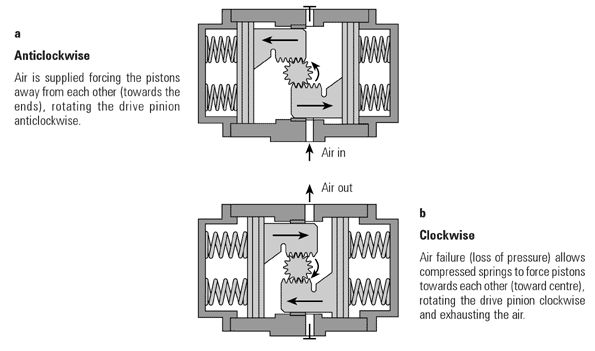 a
Anticlockwise
Air is supplied forcing the pistons
away from each other (towards the
ends), rotating the drive pinion
anticlockwise.
Air in
Air out
b
Clockwise
Air failure (loss of pressure) allows
compressed springs to force pistons
towards each other (toward centre),
rotating the drive pinion clockwise
and exhausting the air.